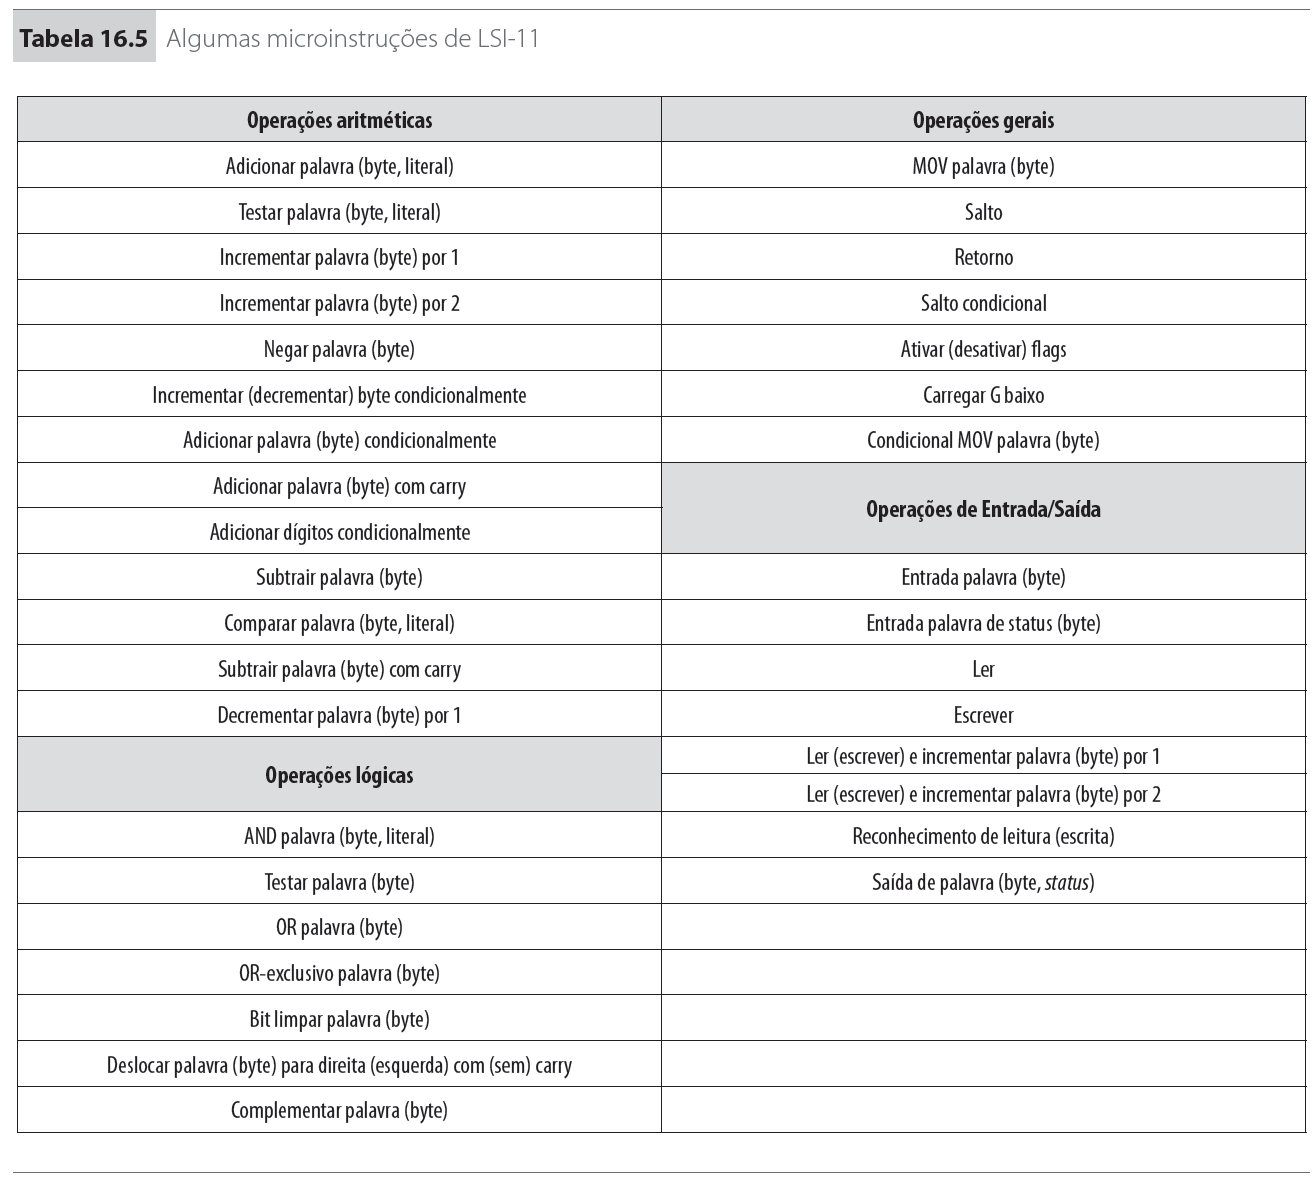 Tabela 16.5 Algumas microinstruções de LSI-11
Operações aritméticas
Adicionar palavra (byte, literal)
Testar palavra (byte, literal)
Incrementar palavra (byte) por 1
Incrementar palavra (byte) por 2
Negar palavra (byte)
Incrementar (decrementar) byte condicionalmente
Adicionar palavra (byte) condicionalmente
Adicionar palavra (byte) com carry
Adicionar dígitos condicionalmente
Subtrair palavra (byte)
Comparar palavra (byte, literal)
Subtrair palavra (byte) com carry
Decrementar palavra (byte) por 1
Operações lógicas
AND palavra (byte, literal)
Testar palavra (byte)
OR palavra (byte)
OR-exclusivo palavra (byte)
Bit limpar palavra (byte)
Deslocar palavra (byte) para direita (esquerda) com (sem) carry
Complementar palavra (byte)
Operações gerais
MOV palavra (byte)
Salto
Retorno
Salto condicional
Ativar (desativar) flags
Carregar G baixo
Condicional MOV palavra (byte)
Operações de Entrada/Saída
Entrada palavra (byte)
Entrada palavra de status (byte)
Ler
Escrever
Ler (escrever) e incrementar palavra (byte) por 1
Ler (escrever) e incrementar palavra (byte) por 2
Reconhecimento de leitura (escrita)
Saída de palavra (byte, status)